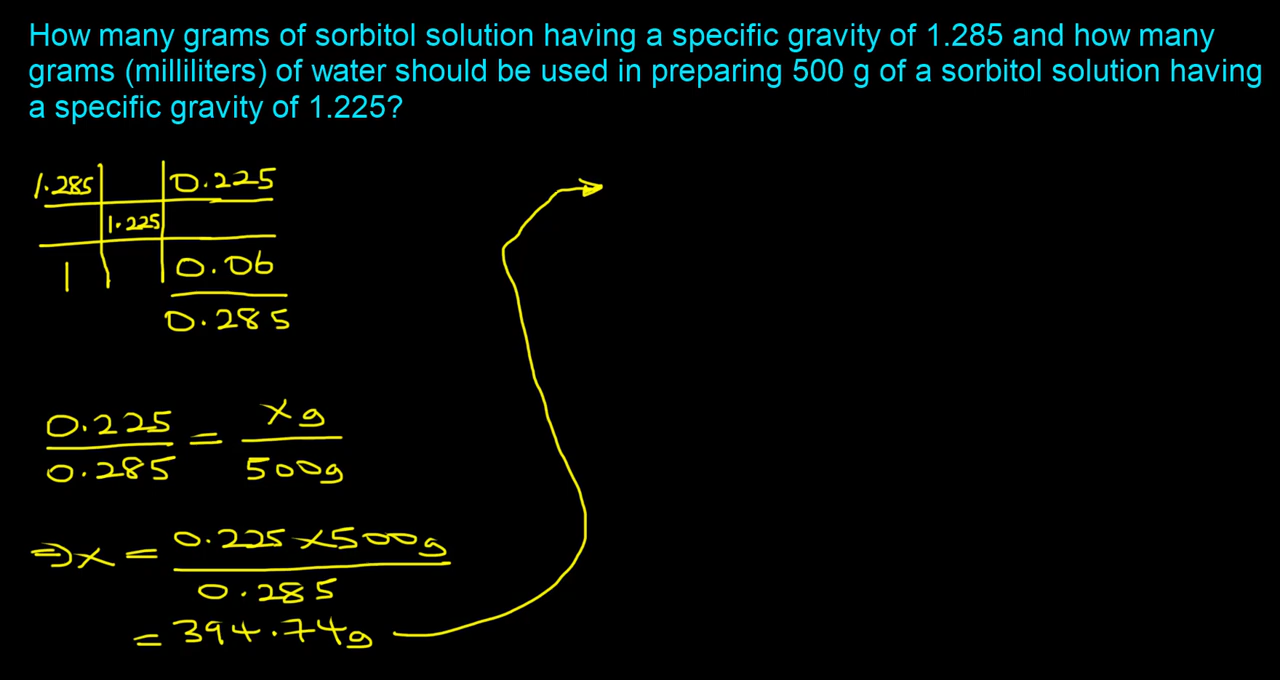 How many grams of sorbitol solution having a specific gravity of 1.285 and how many
grams (milliliters) of water should be used in preparing 500 g of a sorbitol solution having
a specific gravity of 1.225?
1.285 0.225
1.225
1 0.06
0.285
0.225 / 0.285 = x g / 500g
⇒ x = 0.225 × 500g / 0.285
= 394.74g